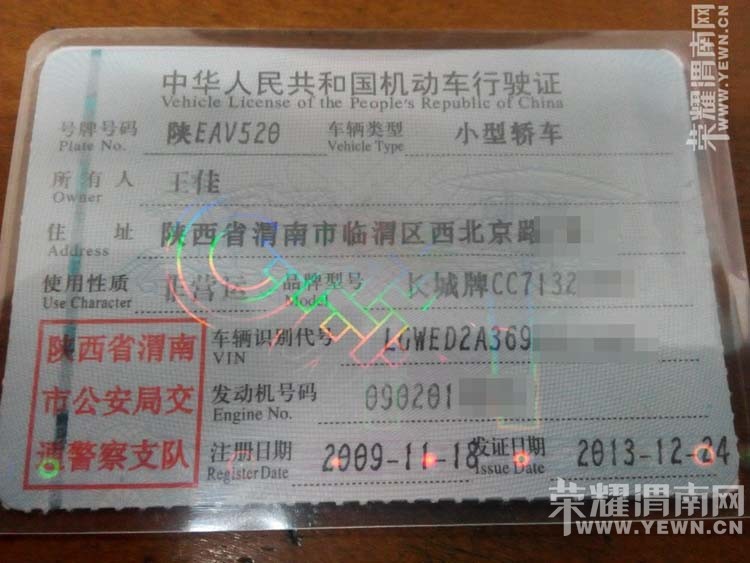 荣耀渭南网
WWW.YEWN.CN
中华人民共和国机动车行驶证
Vehicle License of the People's Republic of China
号牌号码 陕EAV520 车辆类型 小型轿车
Plate No. Vehicle Type
所有人 王佳
Owner
住址 陕西省渭南市临渭区西北京路
Address
使用性质 非营运 品牌型号 长城牌CC7132
Use Character Model
陕西省渭南
市公安局交
通警察支队
车辆识别代号 LGWED2A369
VIN
发动机号码 090201
Engine No.
注册日期 2009-11-18 发证日期 2013-12-24
Register Date Issue Date
荣耀渭南网
WWW.YEWN.CN